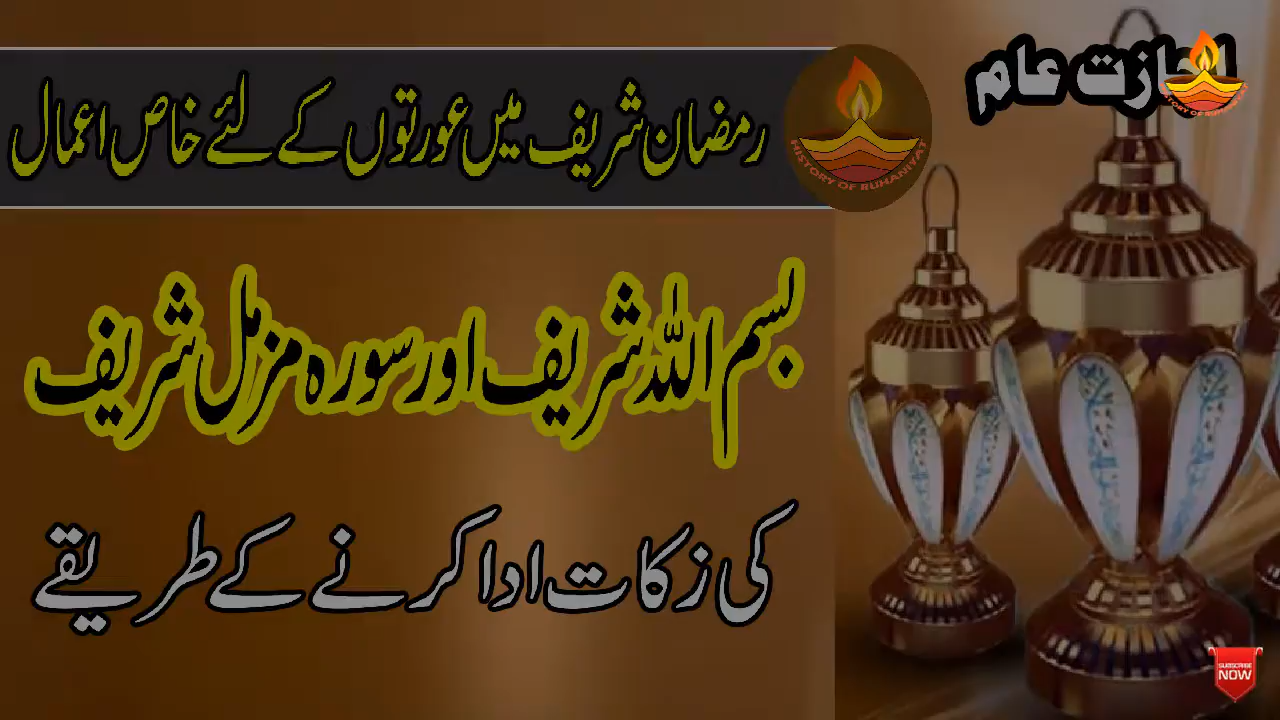 اجازت عام
رمضان شریف میں عورتوں کے لئے خاص اعمال
HISTORY OF RUHANIYAT
بسم اللہ شریف اور سورہ مزمل شریف
کی زکات ادا کرنے کے طریقے
SUBSCRIBE
NOW